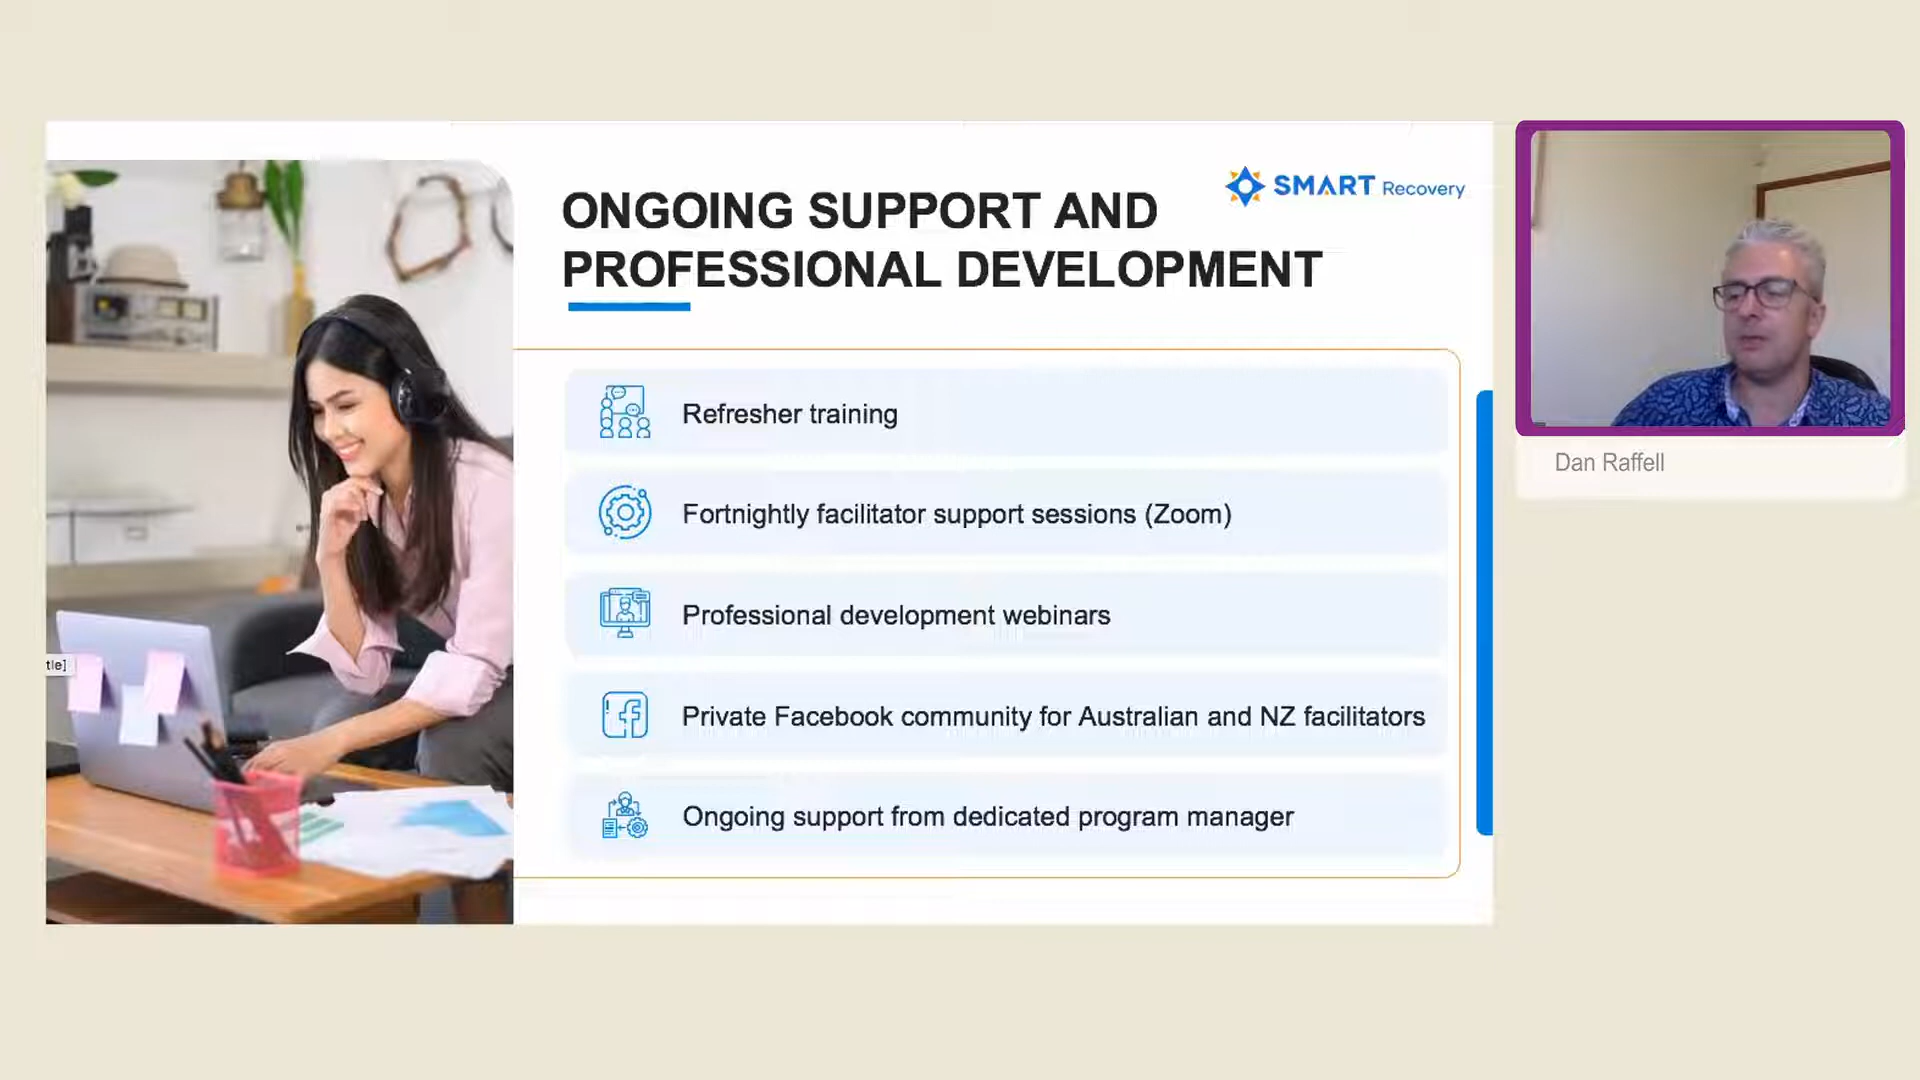 ONGOING SUPPORT AND
PROFESSIONAL DEVELOPMENT
SMART Recovery
Refresher training
Fortnightly facilitator support sessions (Zoom)
Professional development webinars
Private Facebook community for Australian and NZ facilitators
Ongoing support from dedicated program manager
tle]
Dan Raffell